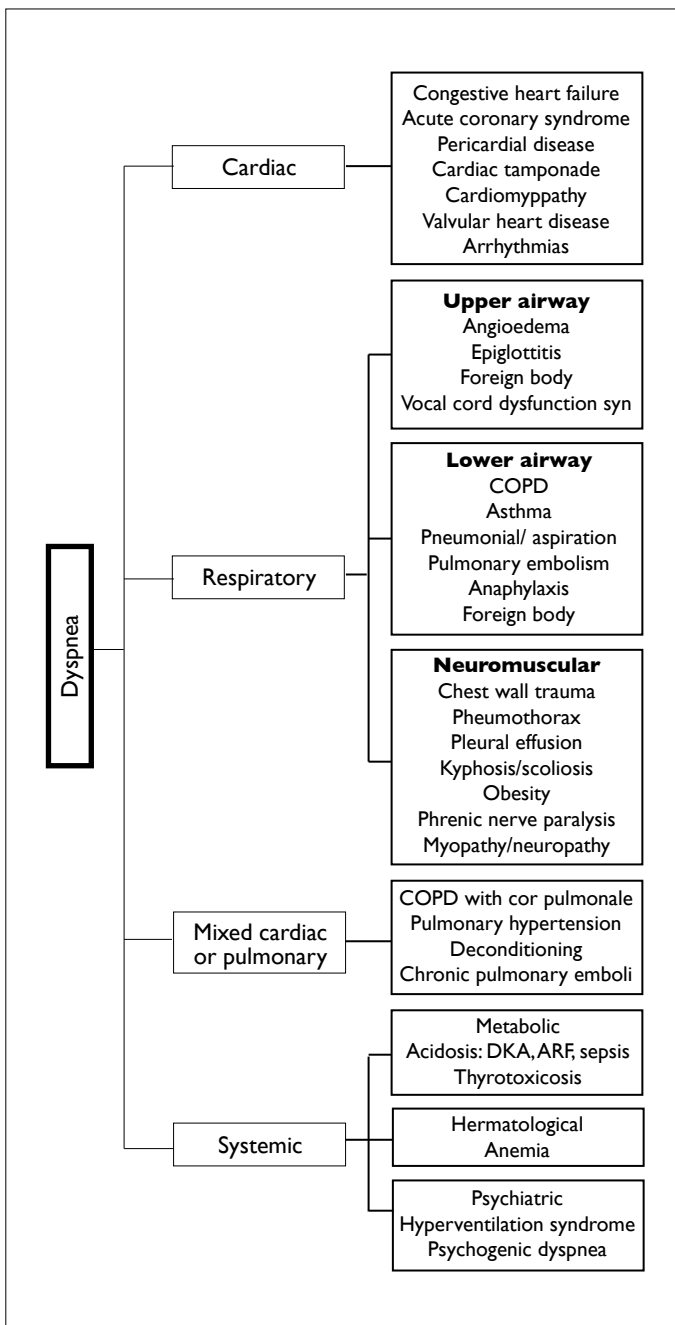 Dyspnea
Cardiac
Congestive heart failure
Acute coronary syndrome
Pericardial disease
Cardiac tamponade
Cardiomyppathy
Valvular heart disease
Arrhythmias
Respiratory
Upper airway
Angioedema
Epiglottitis
Foreign body
Vocal cord dysfunction syn
Lower airway
COPD
Asthma
Pneumonial/ aspiration
Pulmonary embolism
Anaphylaxis
Foreign body
Neuromuscular
Chest wall trauma
Pheumothorax
Pleural effusion
Kyphosis/scoliosis
Obesity
Phrenic nerve paralysis
Myopathy/neuropathy
Mixed cardiac
or pulmonary
COPD with cor pulmonale
Pulmonary hypertension
Deconditioning
Chronic pulmonary emboli
Systemic
Metabolic
Acidosis: DKA, ARF, sepsis
Thyrotoxicosis
Hermatological
Anemia
Psychiatric
Hyperventilation syndrome
Psychogenic dyspnea